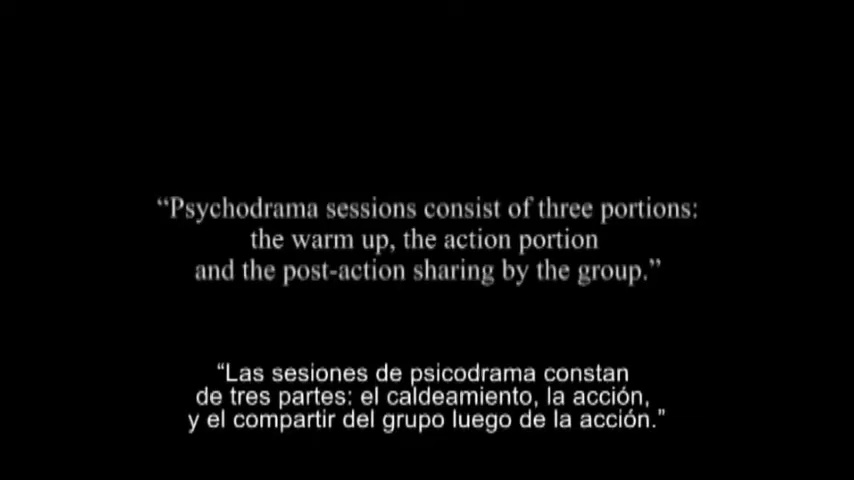 “Psychodrama sessions consist of three portions:
the warm up, the action portion
and the post-action sharing by the group.”
“Las sesiones de psicodrama constan
de tres partes: el caldeamiento, la acción,
y el compartir del grupo luego de la acción.”